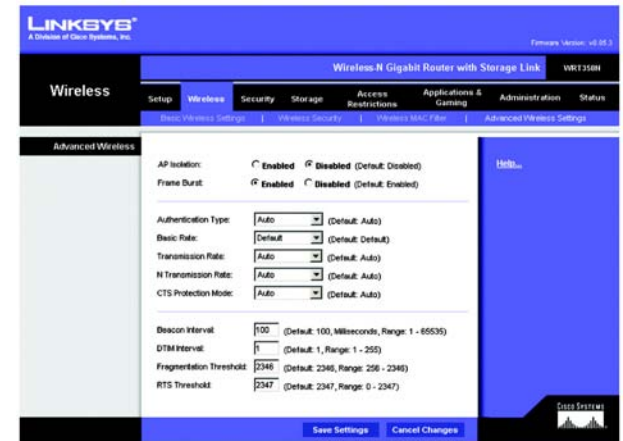 LINKSYS®
A Division of Cisco Systems, Inc.
Firmware Version: v0.05.3
Wireless-N Gigabit Router with Storage Link WRT350N
Wireless
Setup Wireless Security Storage Access Restrictions Applications & Gaming Administration Status
Basic Wireless Settings | Wireless Security | Wireless MAC Filter | Advanced Wireless Settings
Advanced Wireless
AP Isolation: Enabled Disabled (Default: Disabled)
Help...
Frame Burst: Enabled Disabled (Default: Enabled)
Authentication Type: Auto (Default: Auto)
Basic Rate: Default (Default: Default)
Transmission Rate: Auto (Default: Auto)
N Transmission Rate: Auto (Default: Auto)
CTS Protection Mode: Auto (Default: Auto)
Beacon Interval: 100 (Default: 100, Milliseconds, Range: 1 - 65535)
DTIM Interval: 1 (Default: 1, Range: 1 - 255)
Fragmentation Threshold: 2346 (Default: 2346, Range: 256 - 2346)
RTS Threshold: 2347 (Default: 2347, Range: 0 - 2347)
Save Settings Cancel Changes
CISCO SYSTEMS